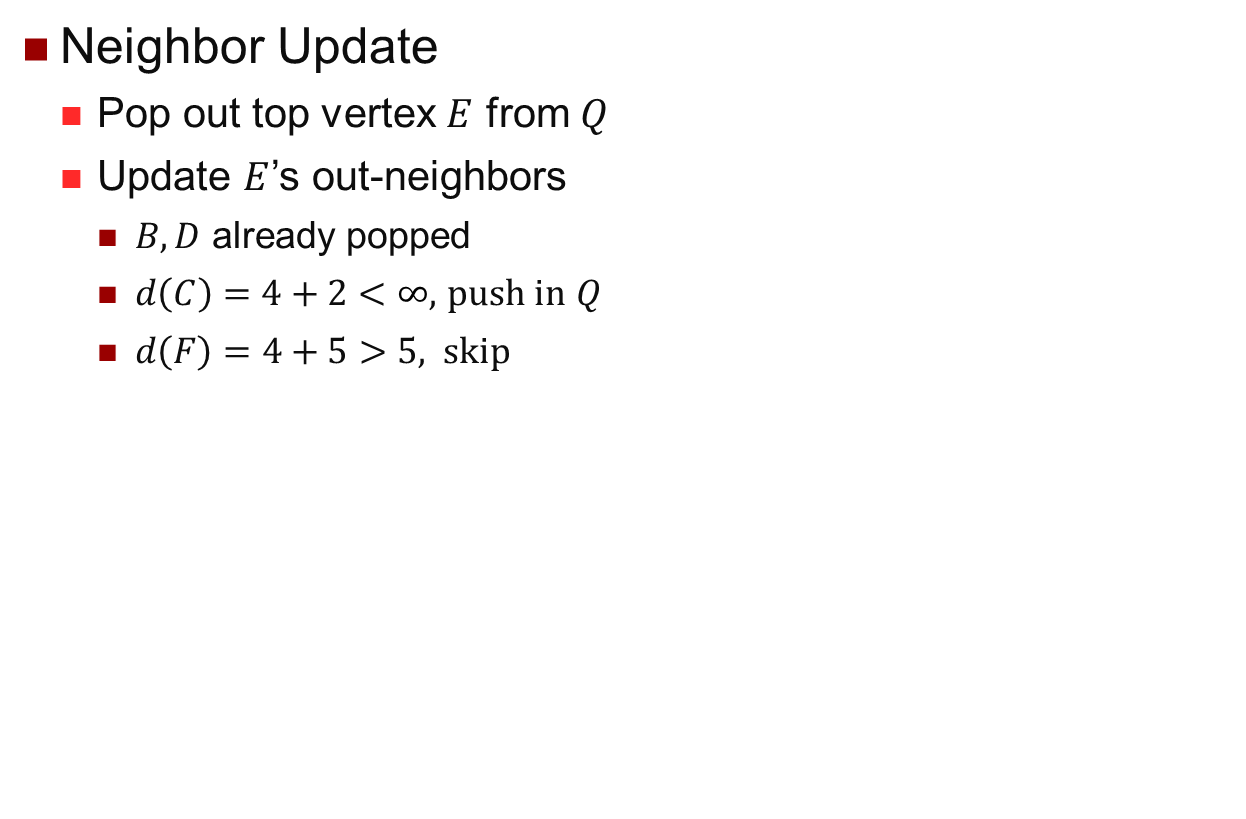 Neighbor Update
Pop out top vertex 𝐸 from 𝑄
Update 𝐸’s out-neighbors
𝐵, 𝐷 already popped
𝑑(𝐶) = 4 + 2 < ∞, push in 𝑄
𝑑(𝐹) = 4 + 5 > 5, skip